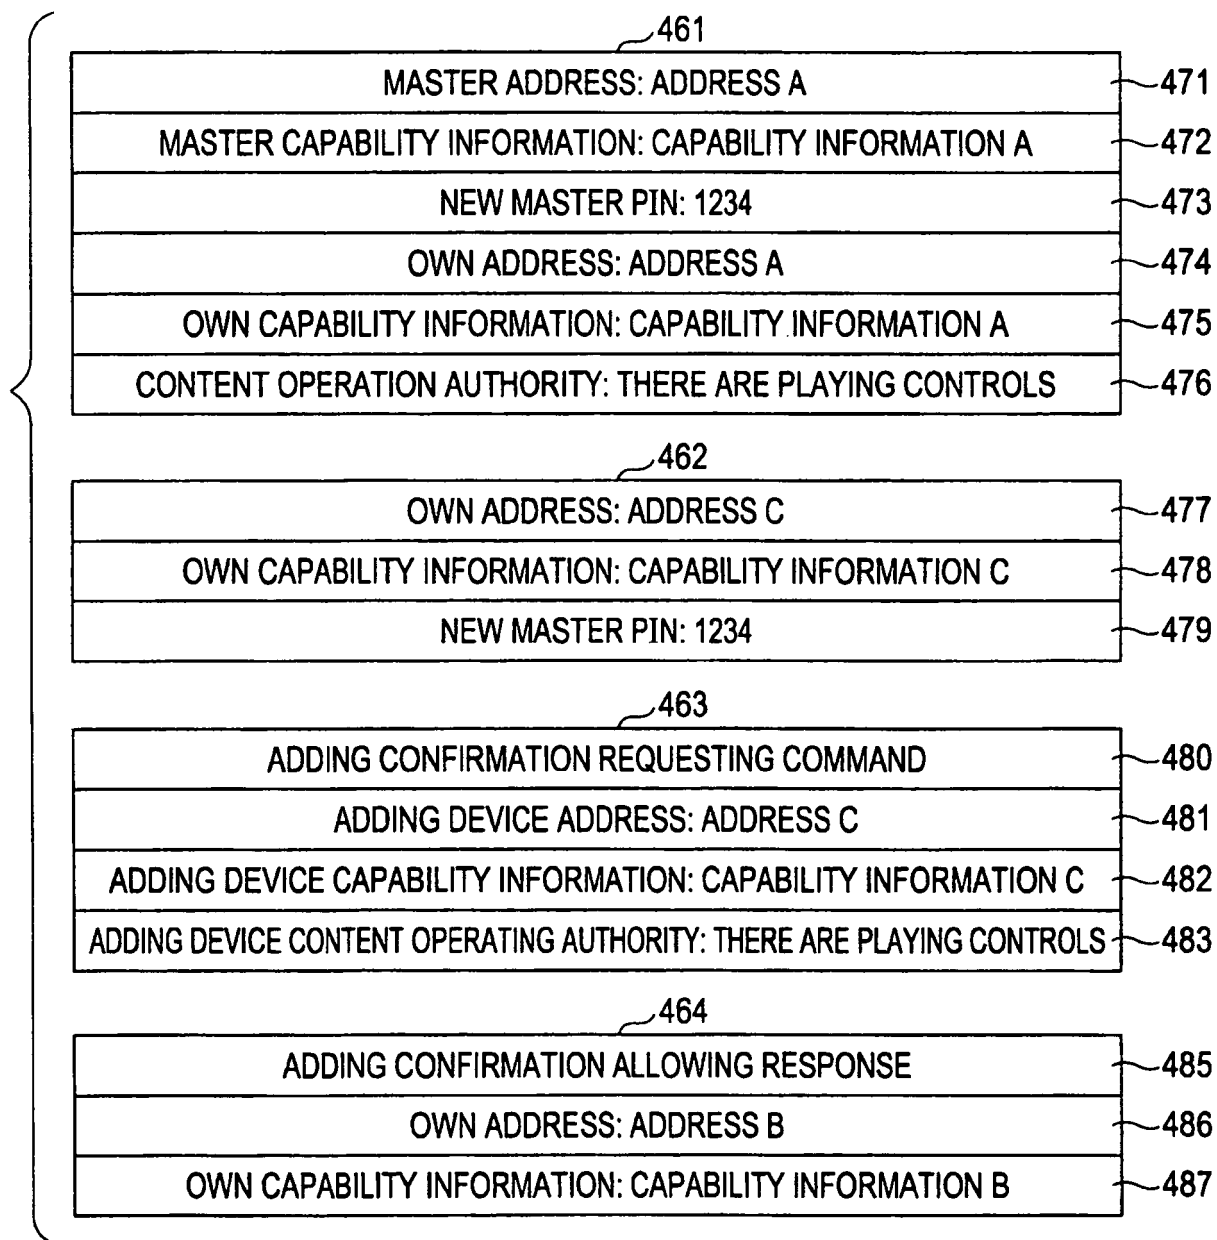 461
MASTER ADDRESS: ADDRESS A 471
MASTER CAPABILITY INFORMATION: CAPABILITY INFORMATION A 472
NEW MASTER PIN: 1234 473
OWN ADDRESS: ADDRESS A 474
OWN CAPABILITY INFORMATION: CAPABILITY INFORMATION A 475
CONTENT OPERATION AUTHORITY: THERE ARE PLAYING CONTROLS 476
462
OWN ADDRESS: ADDRESS C 477
OWN CAPABILITY INFORMATION: CAPABILITY INFORMATION C 478
NEW MASTER PIN: 1234 479
463
ADDING CONFIRMATION REQUESTING COMMAND 480
ADDING DEVICE ADDRESS: ADDRESS C 481
ADDING DEVICE CAPABILITY INFORMATION: CAPABILITY INFORMATION C 482
ADDING DEVICE CONTENT OPERATING AUTHORITY: THERE ARE PLAYING CONTROLS 483
464
ADDING CONFIRMATION ALLOWING RESPONSE 485
OWN ADDRESS: ADDRESS B 486
OWN CAPABILITY INFORMATION: CAPABILITY INFORMATION B 487